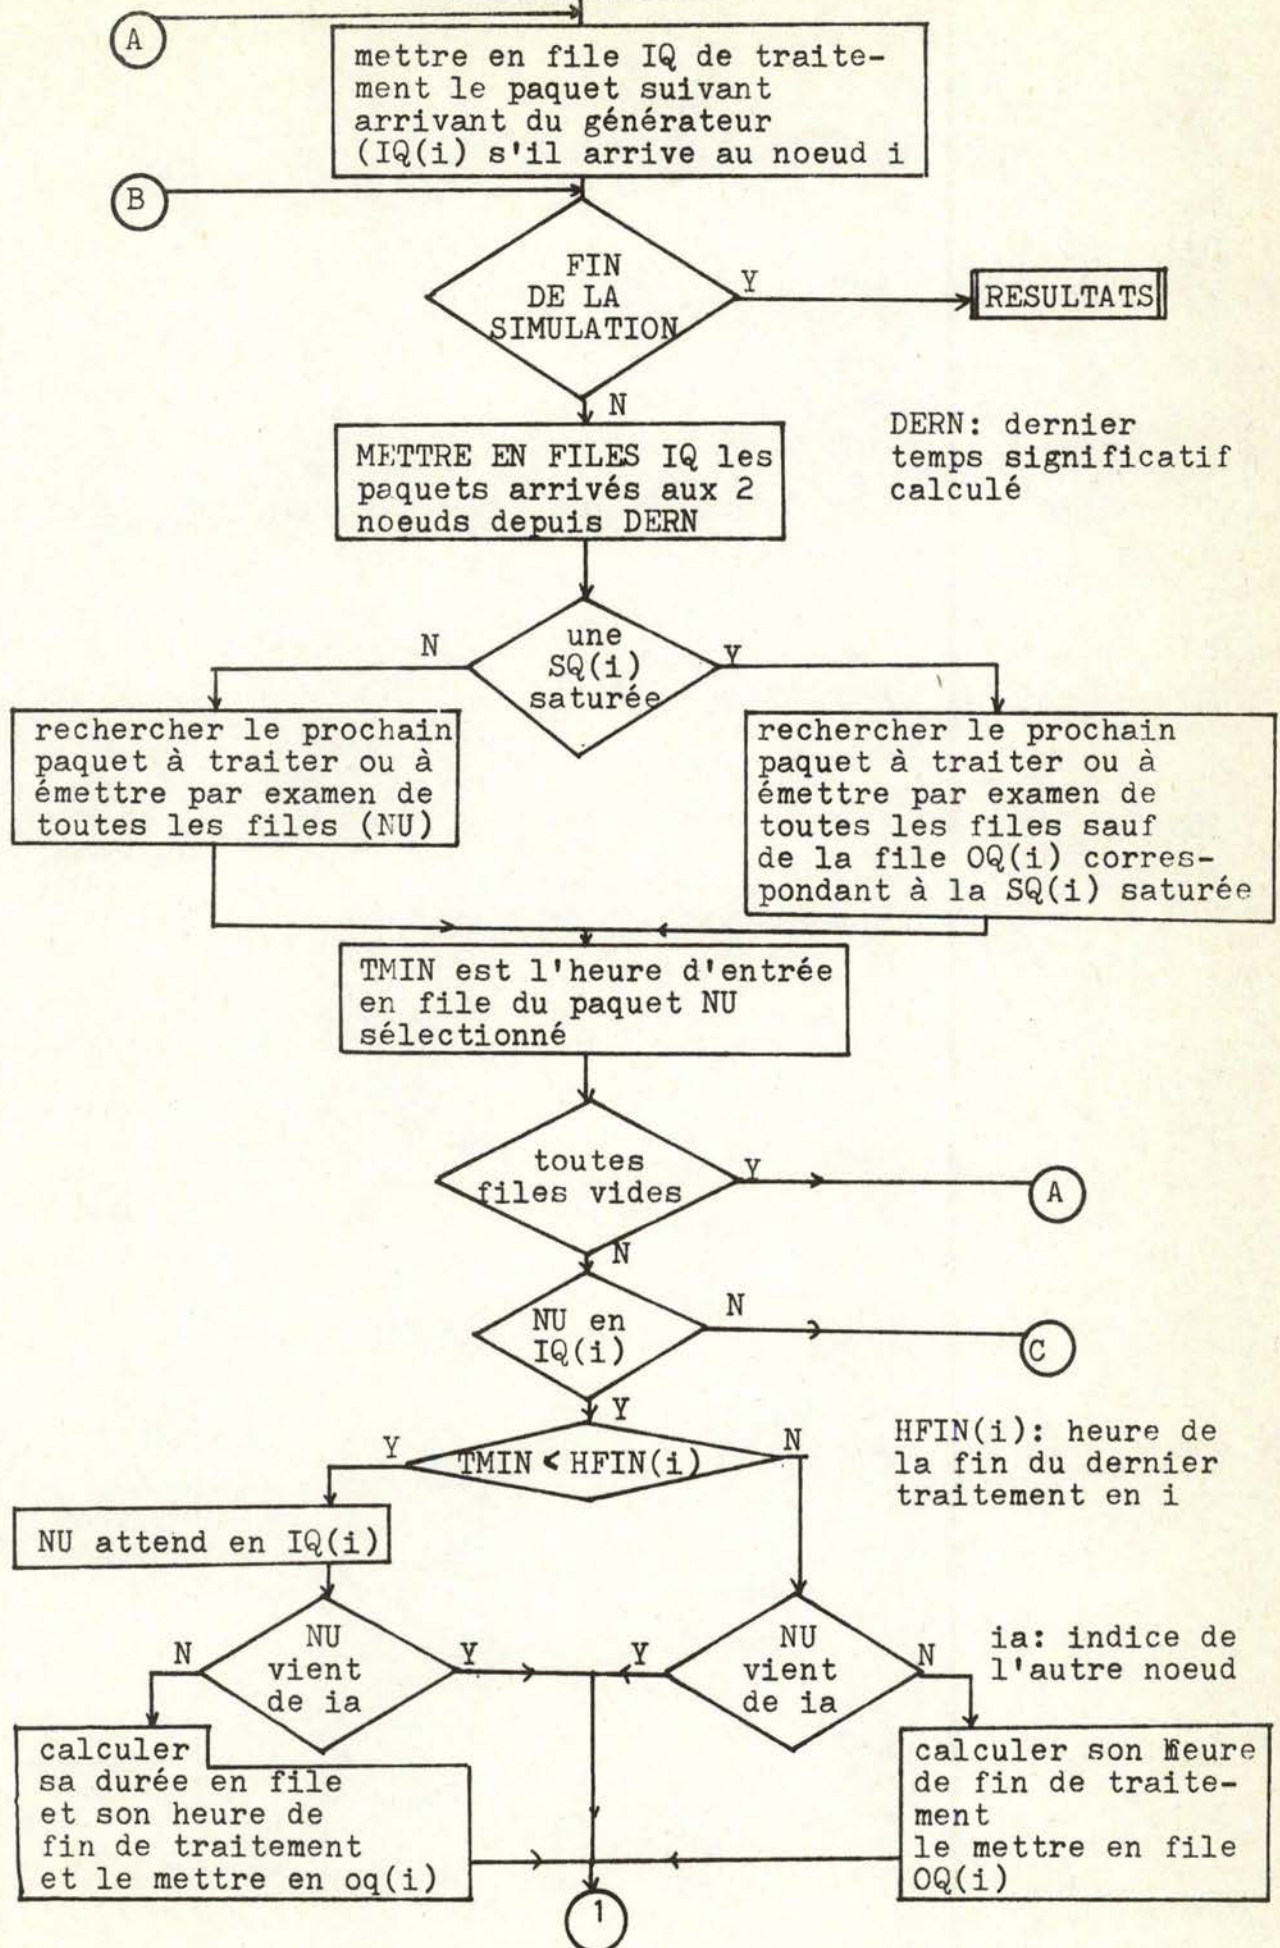 A
mettre en file IQ de traite-
ment le paquet suivant
arrivant du générateur
(IQ(i) s'il arrive au noeud i
B
FIN
DE LA
SIMULATION
Y
RESULTATS
N
DERN: dernier
temps significatif
calculé
METTRE EN FILES IQ les
paquets arrivés aux 2
noeuds depuis DERN
une
SQ(i)
saturée
N
Y
rechercher le prochain
paquet à traiter ou à
émettre par examen de
toutes les files (NU)
rechercher le prochain
paquet à traiter ou à
émettre par examen de
toutes les files sauf
de la file OQ(i) corres-
pondant à la SQ(i) saturée
TMIN est l'heure d'entrée
en file du paquet NU
sélectionné
toutes
files vides
Y
A
N
NU en
IQ(i)
N
C
Y
HFIN(i): heure de
la fin du dernier
traitement en i
Y
TMIN < HFIN(i)
N
NU attend en IQ(i)
N
NU
vient
de ia
Y
Y
NU
vient
de ia
N
ia: indice de
l'autre noeud
calculer
sa durée en file
et son heure de
fin de traitement
et le mettre en oq(i)
calculer son heure
de fin de traite-
ment
le mettre en file
OQ(i)
1